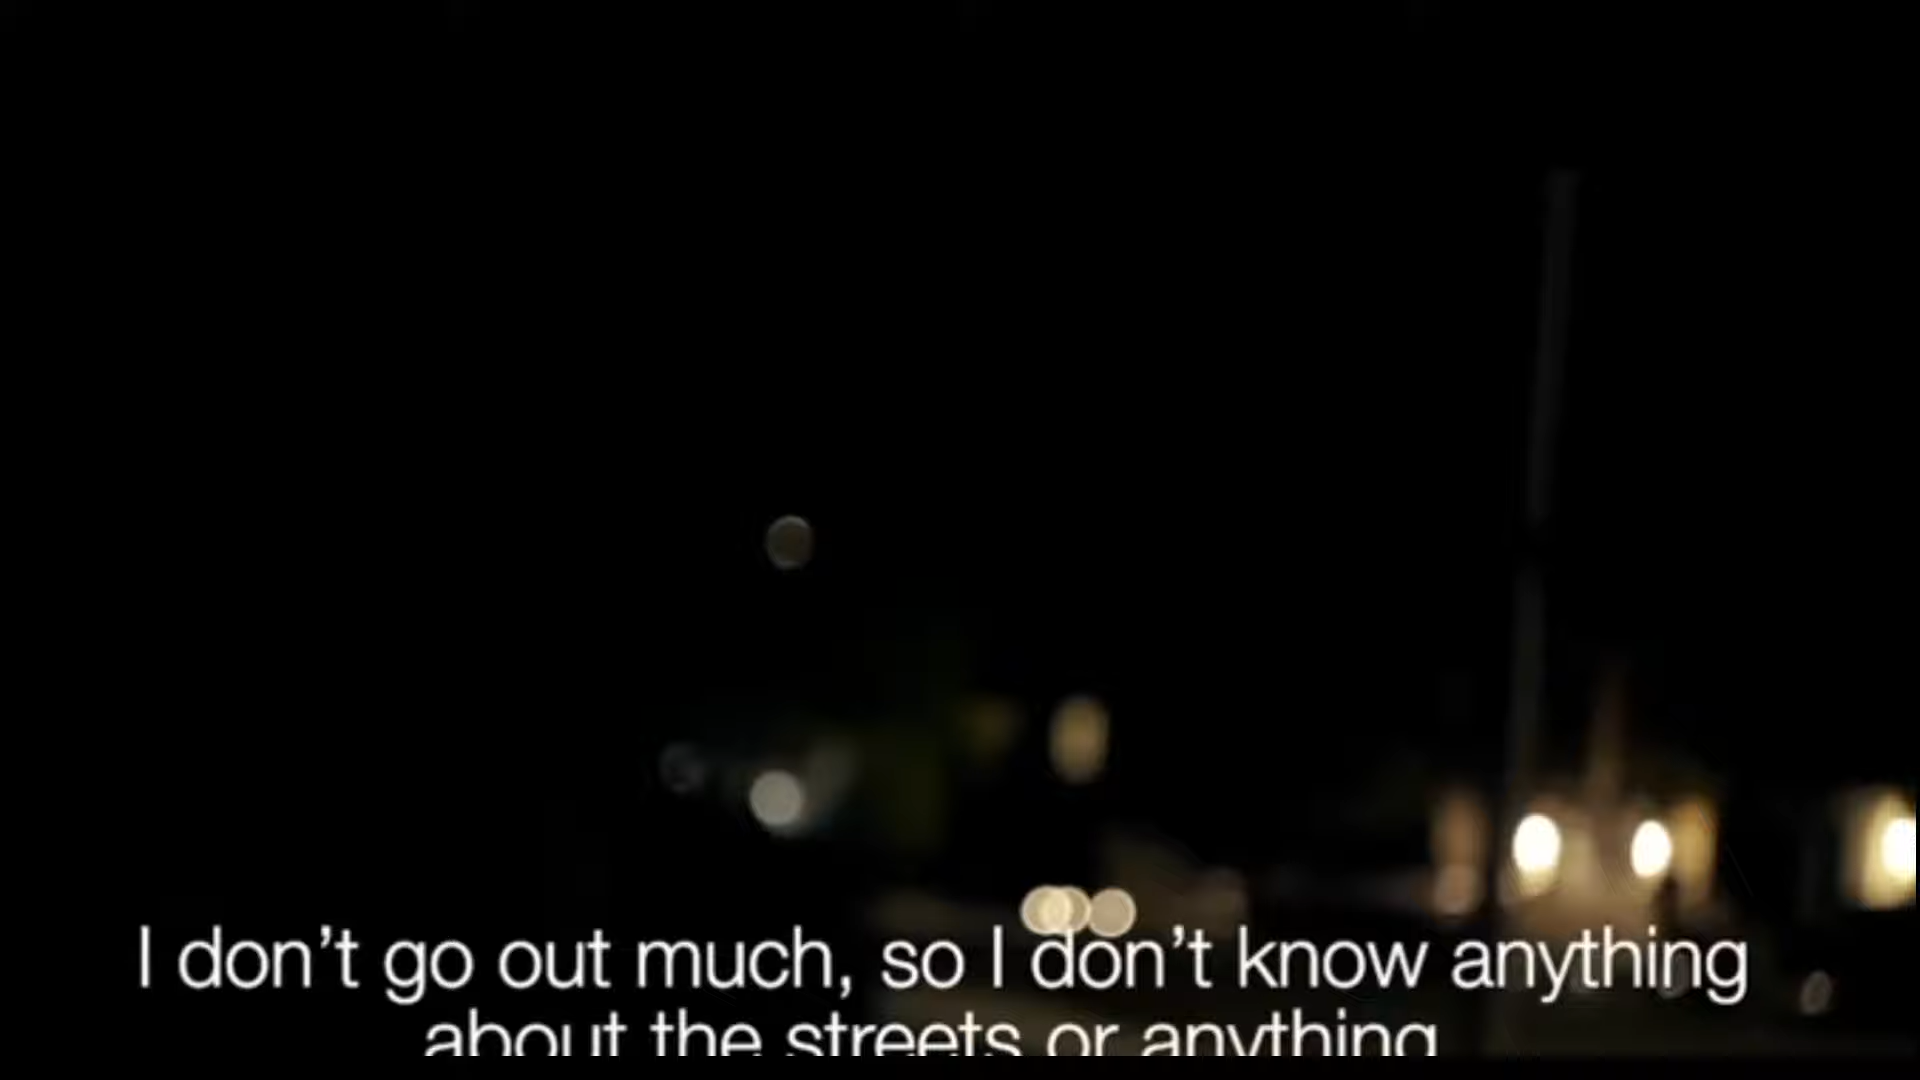 I don’t go out much, so I don’t know anything
about the streets or anything